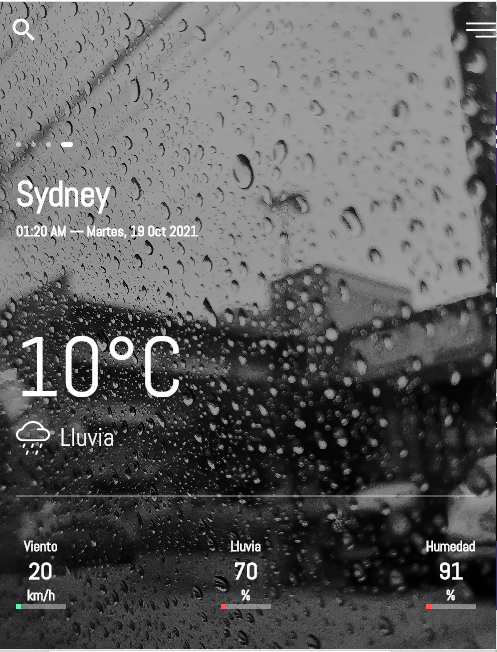 Sydney
01:20 AM — Martes, 19 Oct 2021
10°C
Lluvia
Viento
20
km/h
Lluvia
70
%
Humedad
91
%